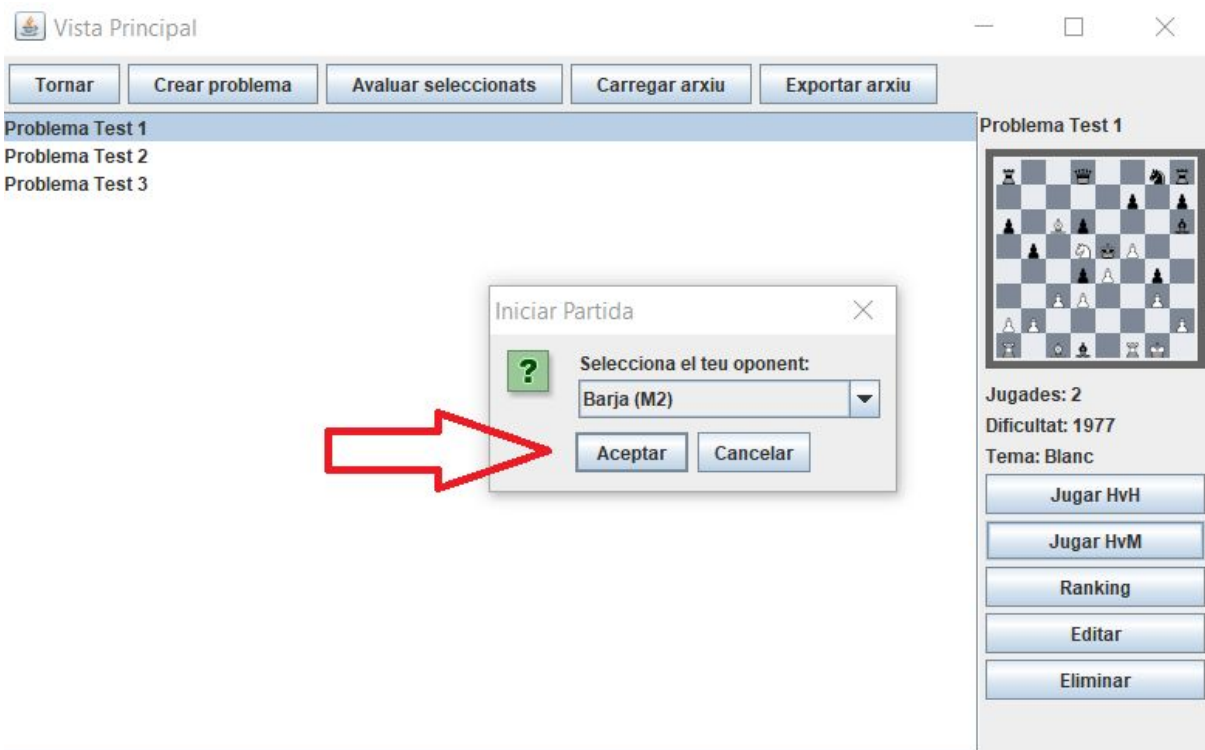 Vista Principal
Tornar
Crear problema
Avaluar seleccionats
Carregar arxiu
Exportar arxiu
Problema Test 1
Problema Test 2
Problema Test 3
Iniciar Partida
?
Selecciona el teu oponent:
Barja (M2)
Aceptar
Cancelar
Problema Test 1
Jugades: 2
Dificultat: 1977
Tema: Blanc
Jugar HvH
Jugar HvM
Ranking
Editar
Eliminar